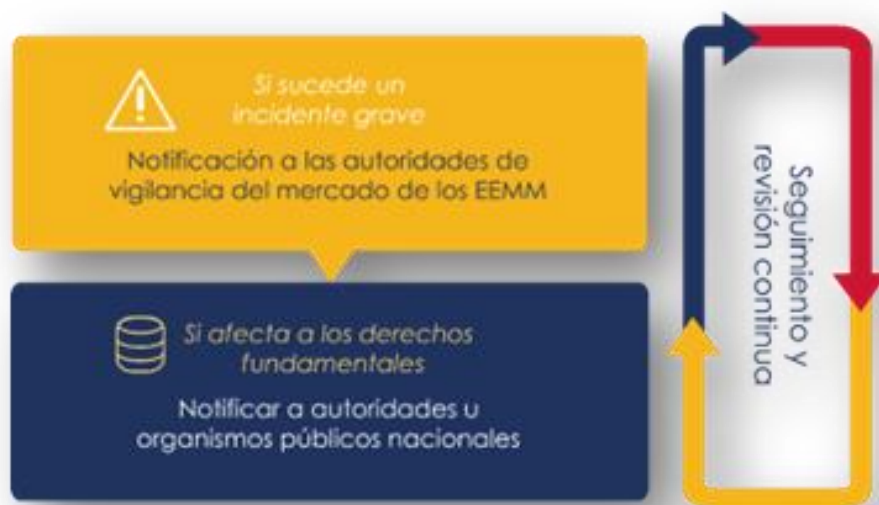 Si sucede un
incidente grave
Notificación a las autoridades de
vigilancia del mercado de los EEMM
Si afecta a los derechos
fundamentales
Notificar a autoridades u
organismos públicos nacionales
Seguimiento y
revisión continua